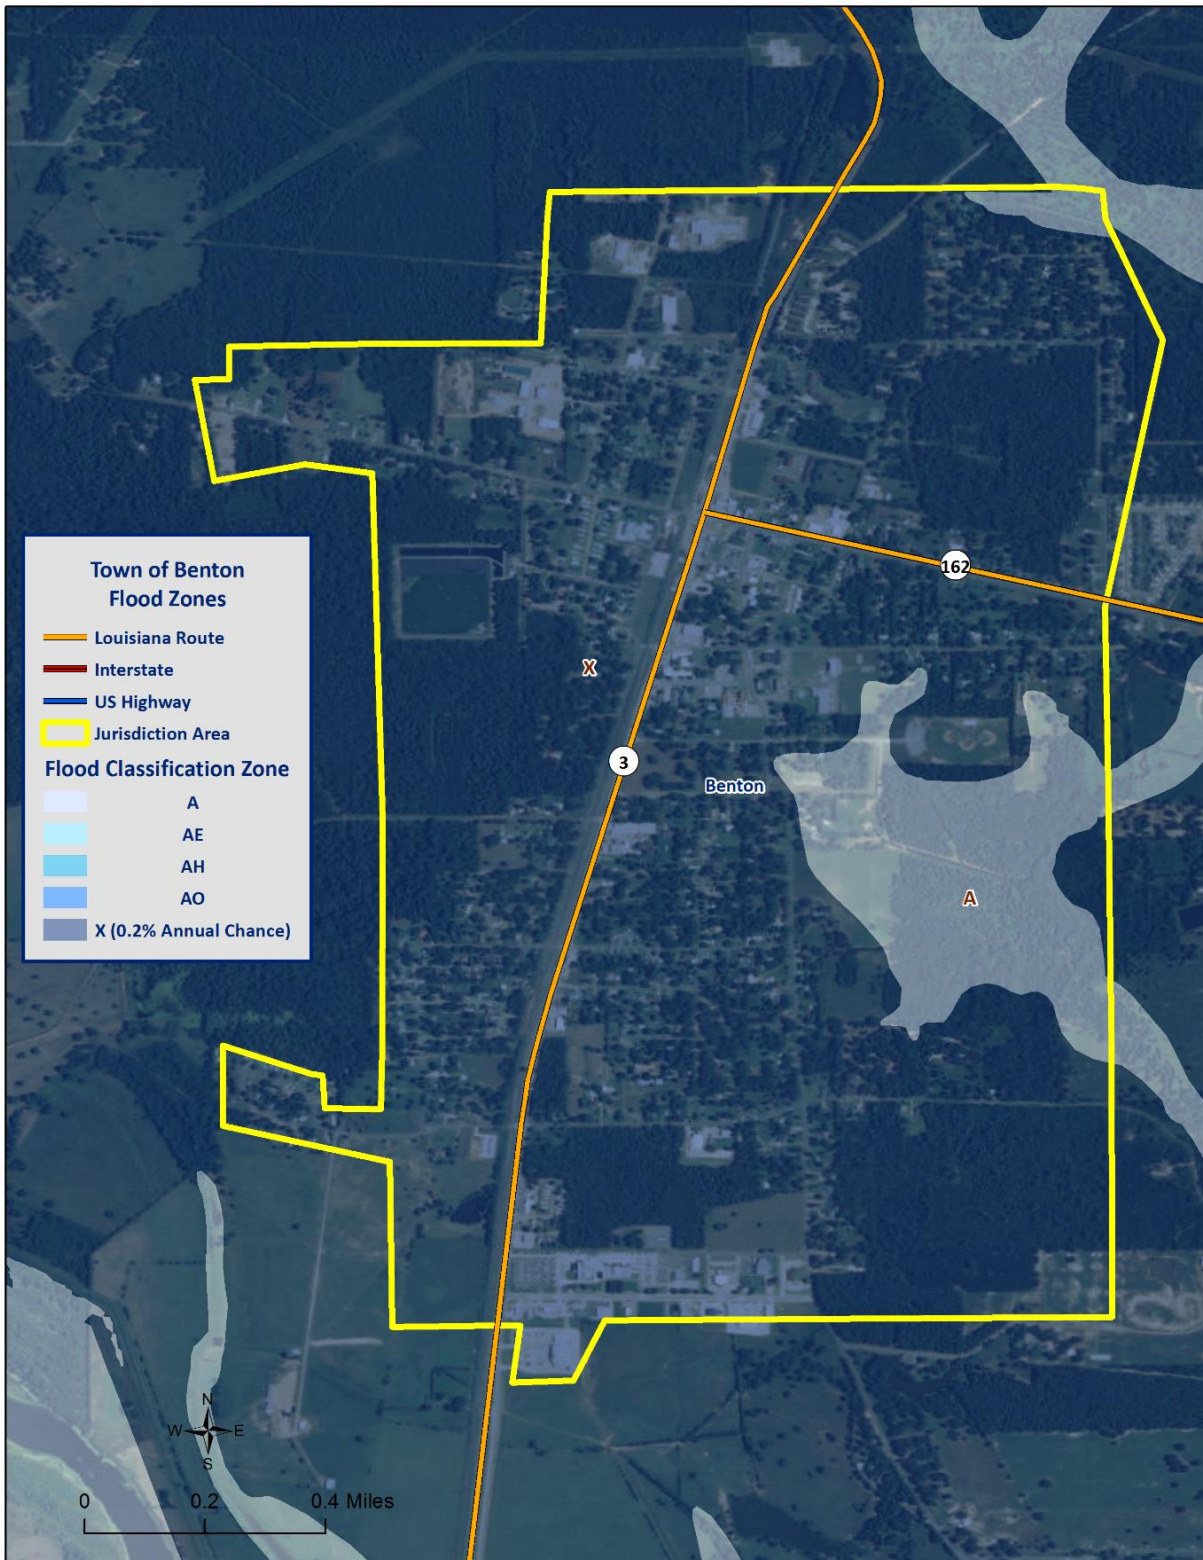 162
X
3
Benton
A
Town of Benton
Flood Zones
Louisiana Route
Interstate
US Highway
Jurisdiction Area
Flood Classification Zone
A
AE
AH
AO
X (0.2% Annual Chance)
N
W E
S
0 0.2 0.4 Miles